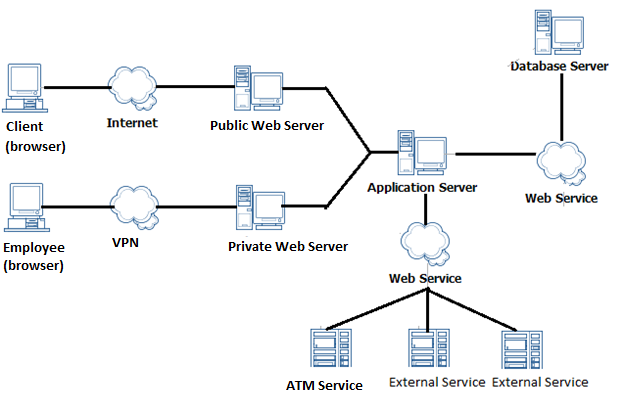 Database Server
Client
(browser)
Internet
Public Web Server
Application Server
Web Service
Employee
(browser)
VPN
Private Web Server
Web Service
ATM Service
External Service
External Service